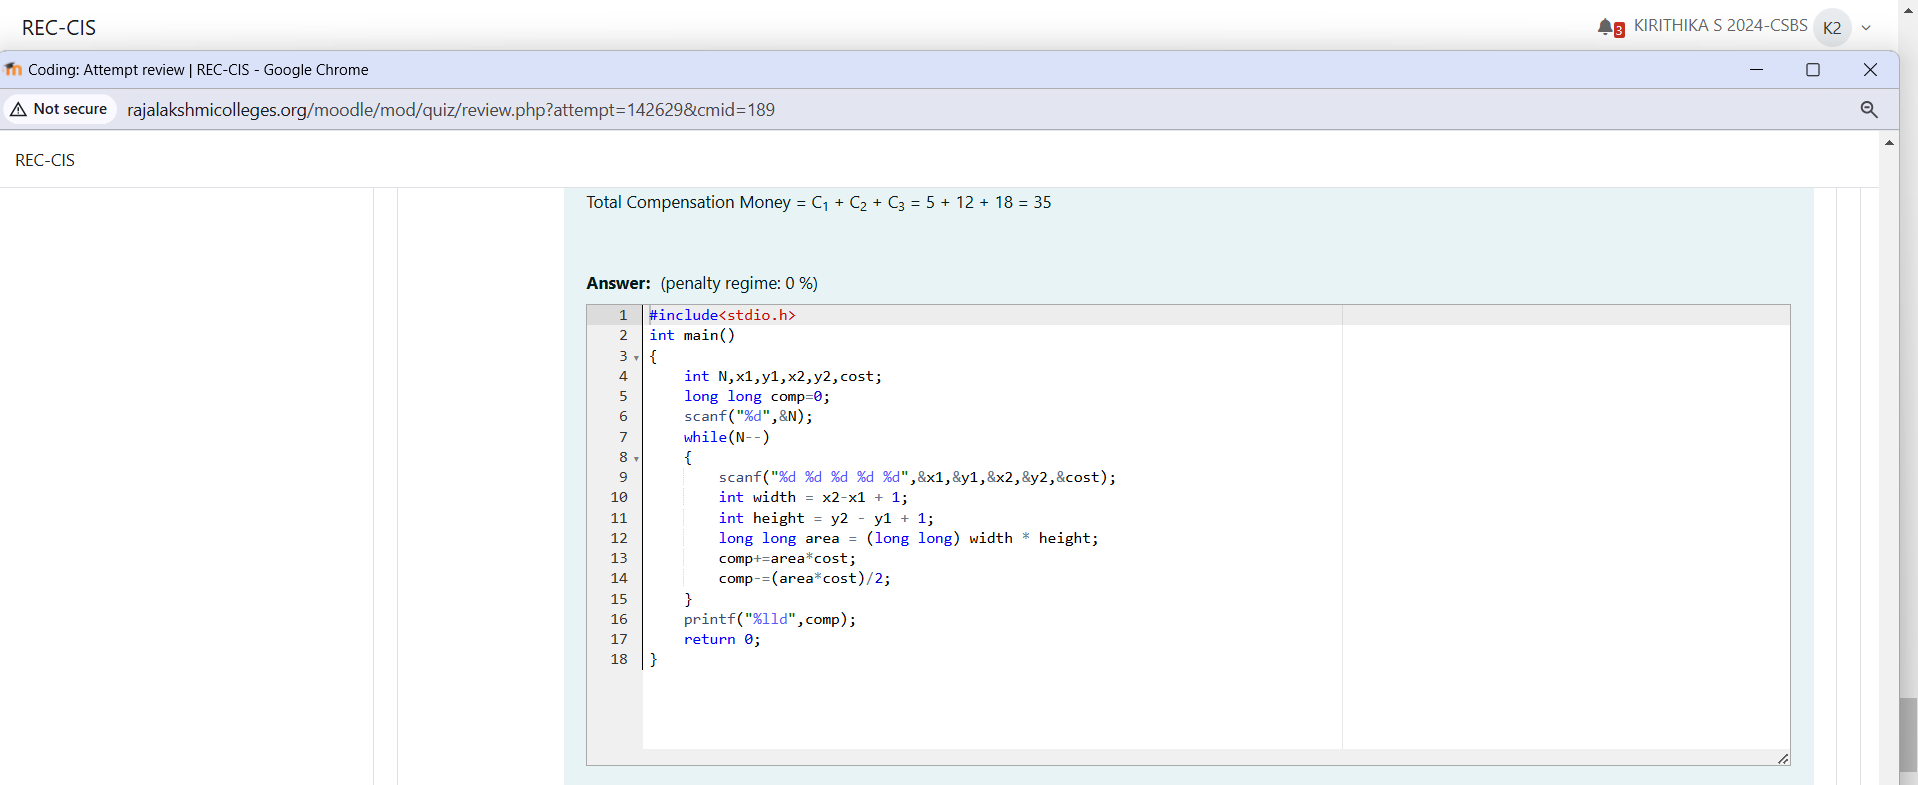 REC-CIS
3 KIRITHIKA S 2024-CSBS K2
Coding: Attempt review | REC-CIS - Google Chrome
Not secure rajalakshmicolleges.org/moodle/mod/quiz/review.php?attempt=142629&cmid=189
REC-CIS
Total Compensation Money = C₁ + C₂ + C₃ = 5 + 12 + 18 = 35
Answer: (penalty regime: 0 %)
1 #include<stdio.h>
2 int main()
3 {
4     int N,x1,y1,x2,y2,cost;
5     long long comp=0;
6     scanf("%d",&N);
7     while(N--)
8     {
9         scanf("%d %d %d %d %d",&x1,&y1,&x2,&y2,&cost);
10         int width = x2-x1 + 1;
11         int height = y2 - y1 + 1;
12         long long area = (long long) width * height;
13         comp+=area*cost;
14         comp-=(area*cost)/2;
15     }
16     printf("%lld",comp);
17     return 0;
18 }